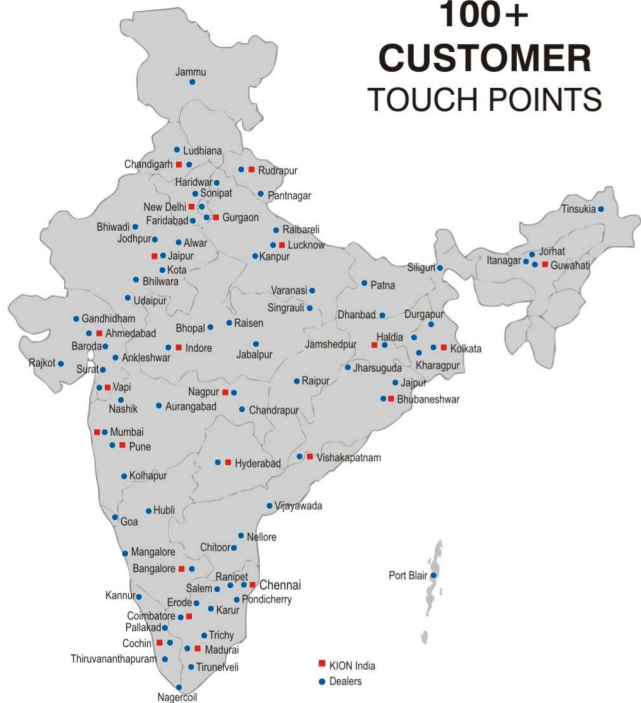 100+
CUSTOMER
TOUCH POINTS
Jammu
Ludhiana
Chandigarh
Rudrapur
Haridwar
Sonipat
Pantnagar
New Delhi
Gurgaon
Faridabad
Tinsukia
Bhiwadi
Raibareli
Jodhpur
Alwar
Lucknow
Jorhat
Jaipur
Kanpur
Itanagar
Guwahati
Kota
Siliguri
Bhilwara
Varanasi
Patna
Udaipur
Singrauli
Gandhidham
Dhanbad
Durgapur
Bhopal
Raisen
Ahmedabad
Haldia
Baroda
Indore
Jamshedpur
Kolkata
Ankleshwar
Jabalpur
Rajkot
Surat
Jharsuguda
Kharagpur
Vapi
Nagpur
Raipur
Jajpur
Nashik
Aurangabad
Chandrapur
Bhubaneshwar
Mumbai
Pune
Hyderabad
Vishakapatnam
Kolhapur
Goa
Hubli
Vijayawada
Nellore
Mangalore
Chitoor
Bangalore
Ranipet
Port Blair
Chennai
Kannur
Salem
Erode
Pondicherry
Coimbatore
Karur
Pallakad
Trichy
Cochin
Madurai
Thiruvananthapuram
Tirunelveli
KION India
Dealers
Nagercoil